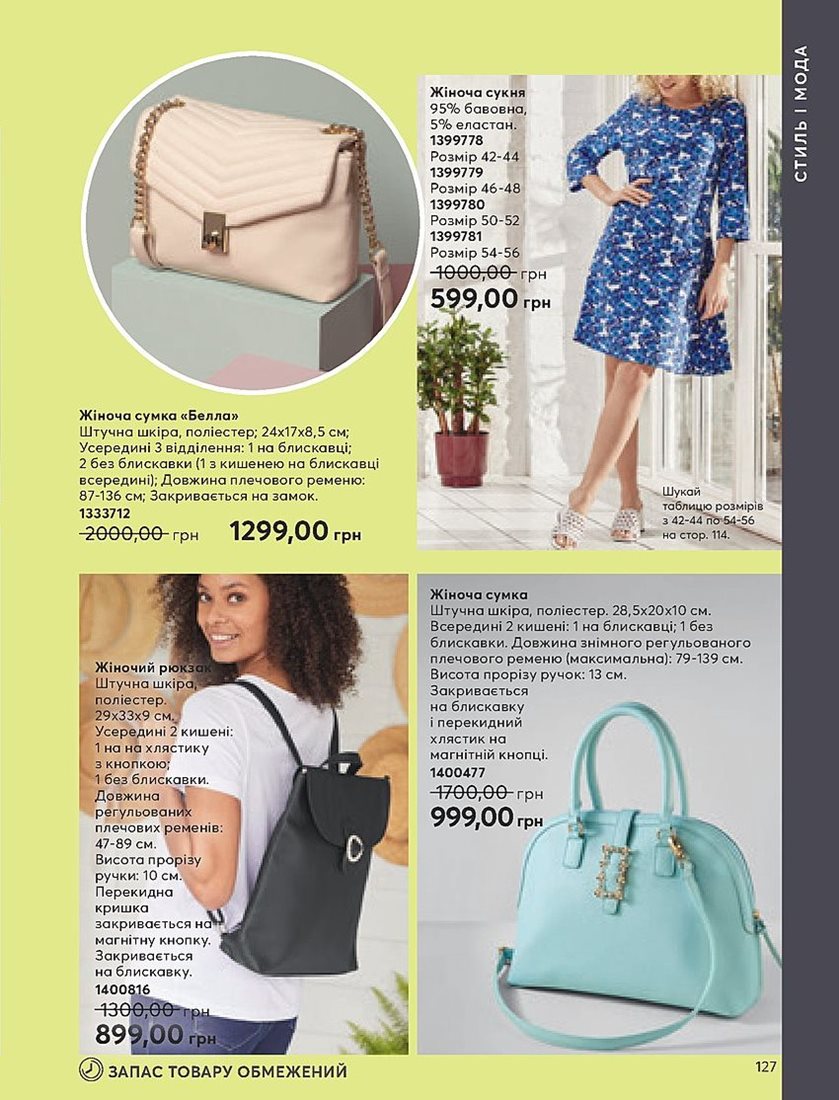 СТИЛЬ | МОДА
Жіноча сукня
95% бавовна,
5% еластан.
1399778
Розмір 42-44
1399779
Розмір 46-48
1399780
Розмір 50-52
1399781
Розмір 54-56
1000,00 грн
599,00 грн
Шукай
таблицю розмірів
з 42-44 по 54-56
на стор. 114.
Жіноча сумка «Белла»
Штучна шкіра, поліестер; 24х17х8,5 см;
Усередині 3 відділення: 1 на блискавці;
2 без блискавки (1 з кишенею на блискавці
всередині); Довжина плечового ременю:
87-136 см; Закривається на замок.
1333712
2000,00 грн 1299,00 грн
Жіночий рюкзак
Штучна шкіра,
поліестер.
29х33х9 см.
Усередині 2 кишені:
1 на на хлястику
з кнопкою;
1 без блискавки.
Довжина
регульованих
плечових ременів:
47-89 см.
Висота прорізу
ручки: 10 см.
Перекидна
кришка
закривається на
магнітну кнопку.
Закривається
на блискавку.
1400816
1300,00 грн
899,00 грн
Жіноча сумка
Штучна шкіра, поліестер. 28,5х20х10 см.
Всередині 2 кишені: 1 на блискавці; 1 без
блискавки. Довжина знімного регульованого
плечового ременю (максимальна): 79-139 см.
Висота прорізу ручок: 13 см.
Закривається
на блискавку
і перекидний
хлястик на
магнітній кнопці.
1400477
1700,00 грн
999,00 грн
ЗАПАС ТОВАРУ ОБМЕЖЕНИЙ
127